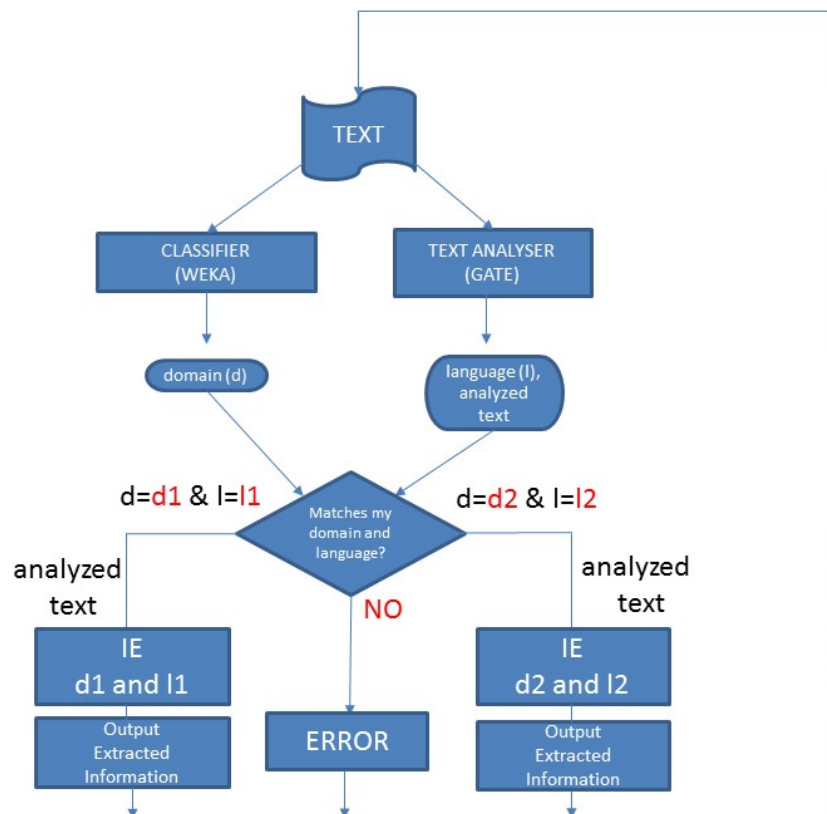 TEXT
CLASSIFIER
(WEKA)
TEXT ANALYSER
(GATE)
domain (d)
language (l),
analyzed
text
d=d1 & l=l1
d=d2 & l=l2
Matches my
domain and
language?
analyzed
text
NO
analyzed
text
IE
d1 and l1
IE
d2 and l2
Output
Extracted
Information
ERROR
Output
Extracted
Information